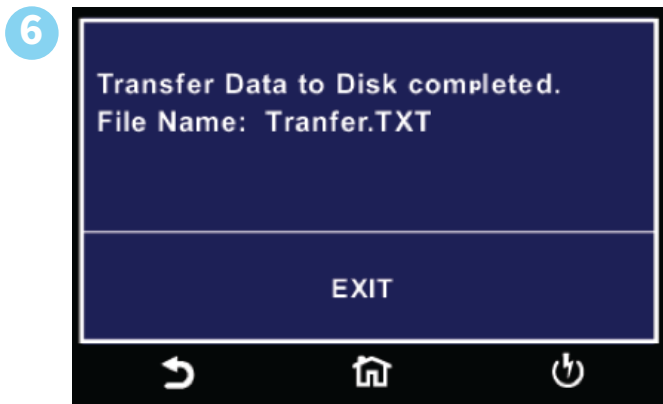 6
Transfer Data to Disk completed.
File Name: Tranfer.TXT
EXIT